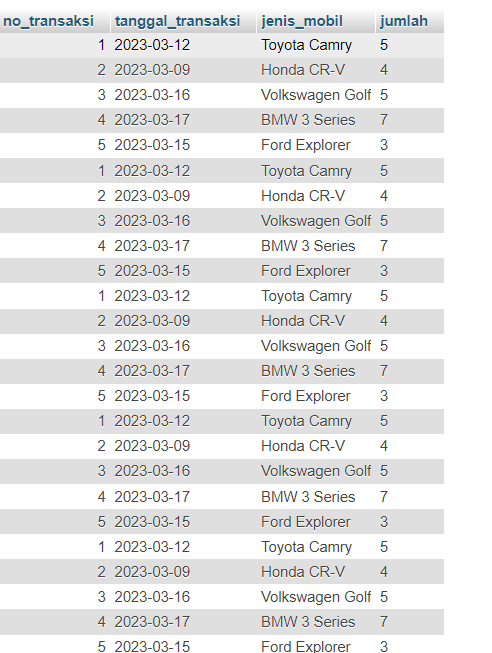 no_transaksi tanggal_transaksi jenis_mobil jumlah
1 2023-03-12 Toyota Camry 5
2 2023-03-09 Honda CR-V 4
3 2023-03-16 Volkswagen Golf 5
4 2023-03-17 BMW 3 Series 7
5 2023-03-15 Ford Explorer 3
1 2023-03-12 Toyota Camry 5
2 2023-03-09 Honda CR-V 4
3 2023-03-16 Volkswagen Golf 5
4 2023-03-17 BMW 3 Series 7
5 2023-03-15 Ford Explorer 3
1 2023-03-12 Toyota Camry 5
2 2023-03-09 Honda CR-V 4
3 2023-03-16 Volkswagen Golf 5
4 2023-03-17 BMW 3 Series 7
5 2023-03-15 Ford Explorer 3
1 2023-03-12 Toyota Camry 5
2 2023-03-09 Honda CR-V 4
3 2023-03-16 Volkswagen Golf 5
4 2023-03-17 BMW 3 Series 7
5 2023-03-15 Ford Explorer 3
1 2023-03-12 Toyota Camry 5
2 2023-03-09 Honda CR-V 4
3 2023-03-16 Volkswagen Golf 5
4 2023-03-17 BMW 3 Series 7
5 2023-03-15 Ford Explorer 3